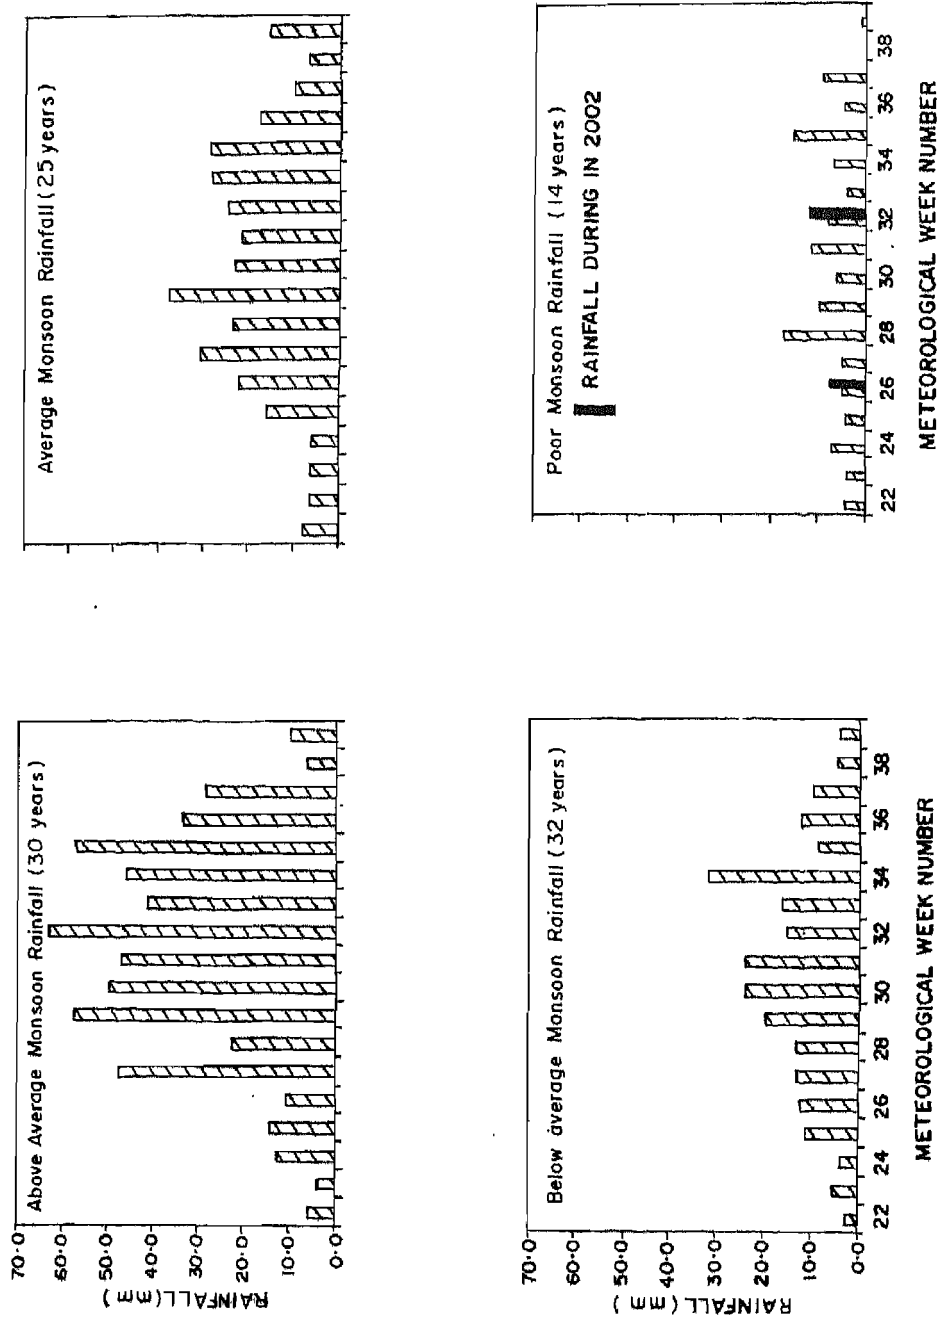 Above Average Monsoon Rainfall (30 years)
RAINFALL (mm)
70·0
60·0
50·0
40·0
30·0
20·0
10·0
0·0
Average Monsoon Rainfall (25 years)
Below average Monsoon Rainfall (32 years)
RAINFALL (mm)
70·0
60·0
50·0
40·0
30·0
20·0
10·0
0·0
22 24 26 28 30 32 34 36 38
METEOROLOGICAL WEEK NUMBER
Poor Monsoon Rainfall (14 years)
RAINFALL DURING IN 2002
22 24 26 28 30 32 34 36 38
METEOROLOGICAL WEEK NUMBER